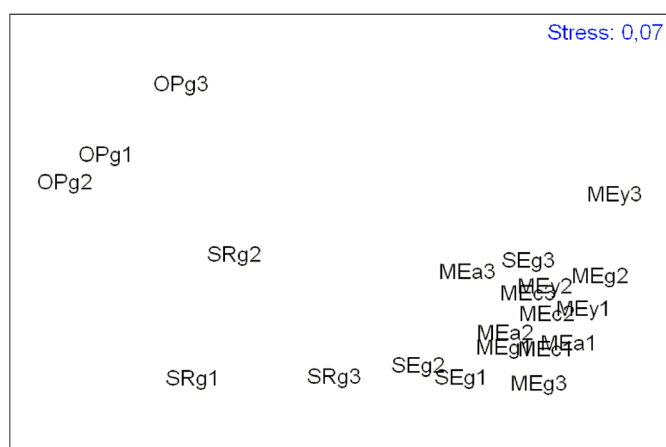 Stress: 0,07
OPg3
OPg1
OPg2
MEy3
SRg2
SEg3
MEa3
MEg2
MEy2
MEc3
MEy1
MEc2
MEa2
MEa1
MEg1
MEc1
SEg2
SRg1
SRg3
SEg1
MEg3